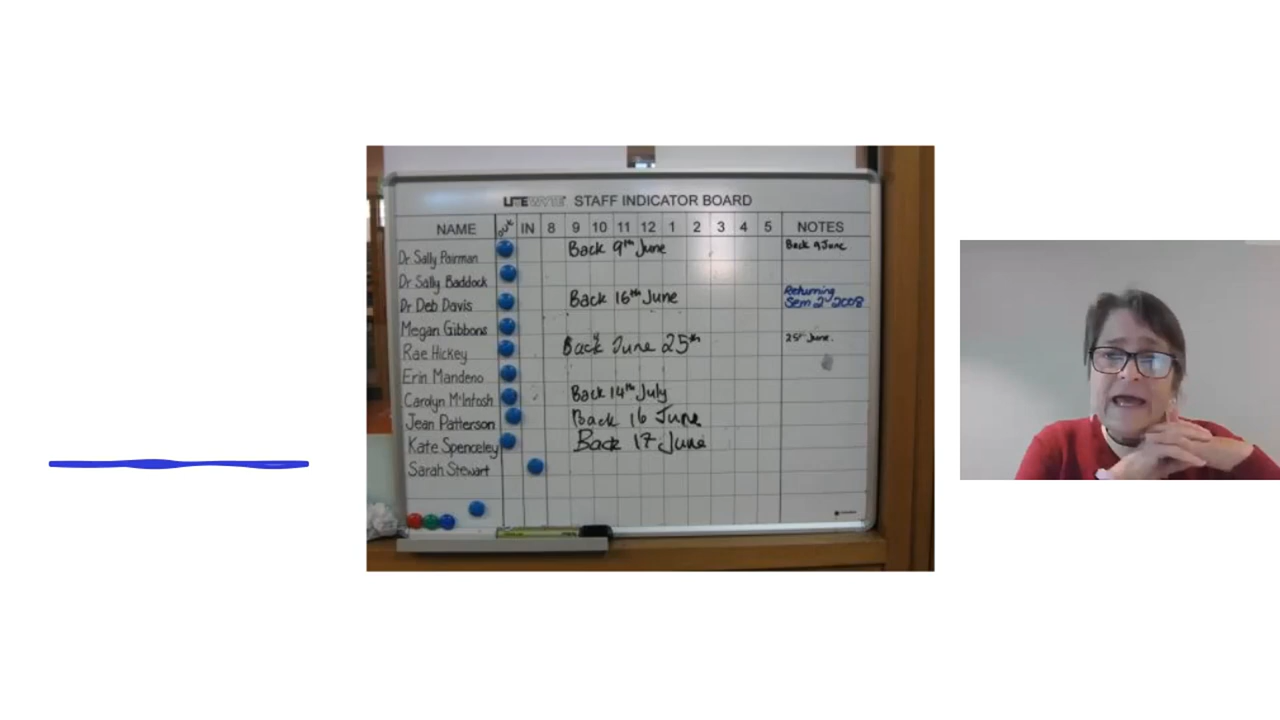 LITEWYTE STAFF INDICATOR BOARD
NAME OUT IN 8 9 10 11 12 1 2 3 4 5 NOTES
Dr Sally Pairman Back 9th June Back 9 June
Dr Sally Baddock
Dr Deb Davis Back 16th June Returning
Sem 2 2008
Megan Gibbons
Rae Hickey Back June 25th 25th June.
Erin Mandeno
Carolyn McIntosh Back 14th July
Jean Patterson Back 16 June
Kate Spenceley Back 17 June
Sarah Stewart